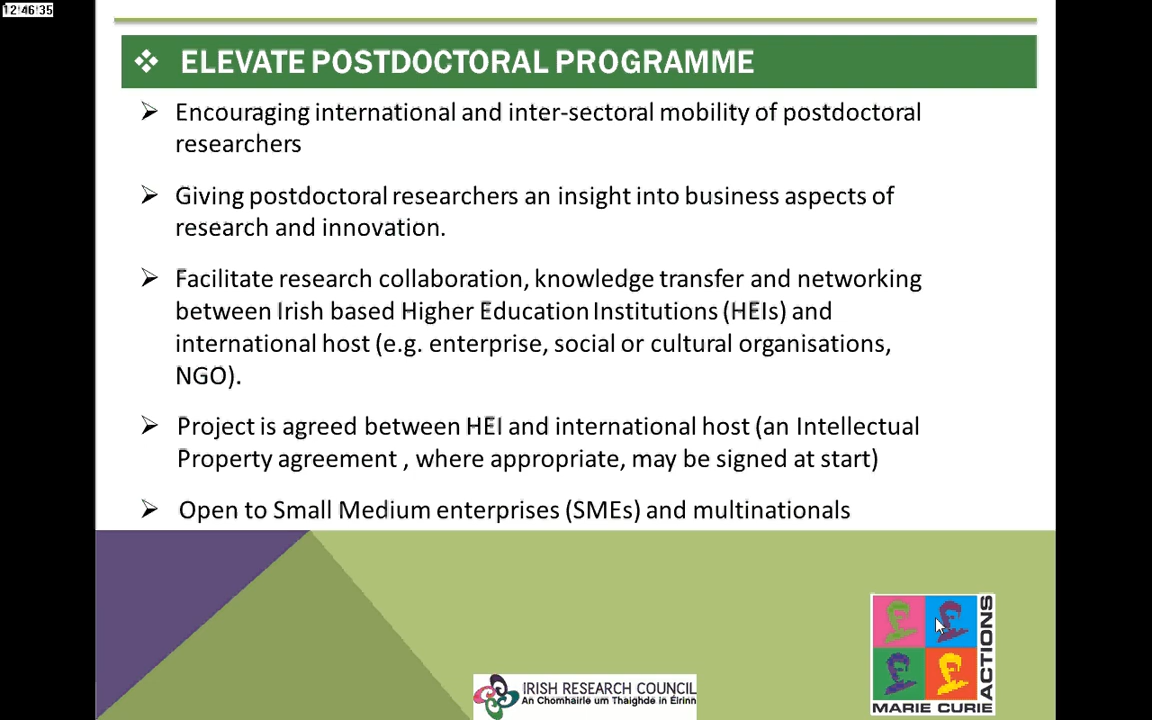 12:46:35
❖ ELEVATE POSTDOCTORAL PROGRAMME
➢ Encouraging international and inter-sectoral mobility of postdoctoral
researchers
➢ Giving postdoctoral researchers an insight into business aspects of
research and innovation.
➢ Facilitate research collaboration, knowledge transfer and networking
between Irish based Higher Education Institutions (HEIs) and
international host (e.g. enterprise, social or cultural organisations,
NGO).
➢ Project is agreed between HEI and international host (an Intellectual
Property agreement , where appropriate, may be signed at start)
➢ Open to Small Medium enterprises (SMEs) and multinationals
IRISH RESEARCH COUNCIL
An Chomhairle um Thaighde in Éirinn
MARIE CURIE
ACTIONS